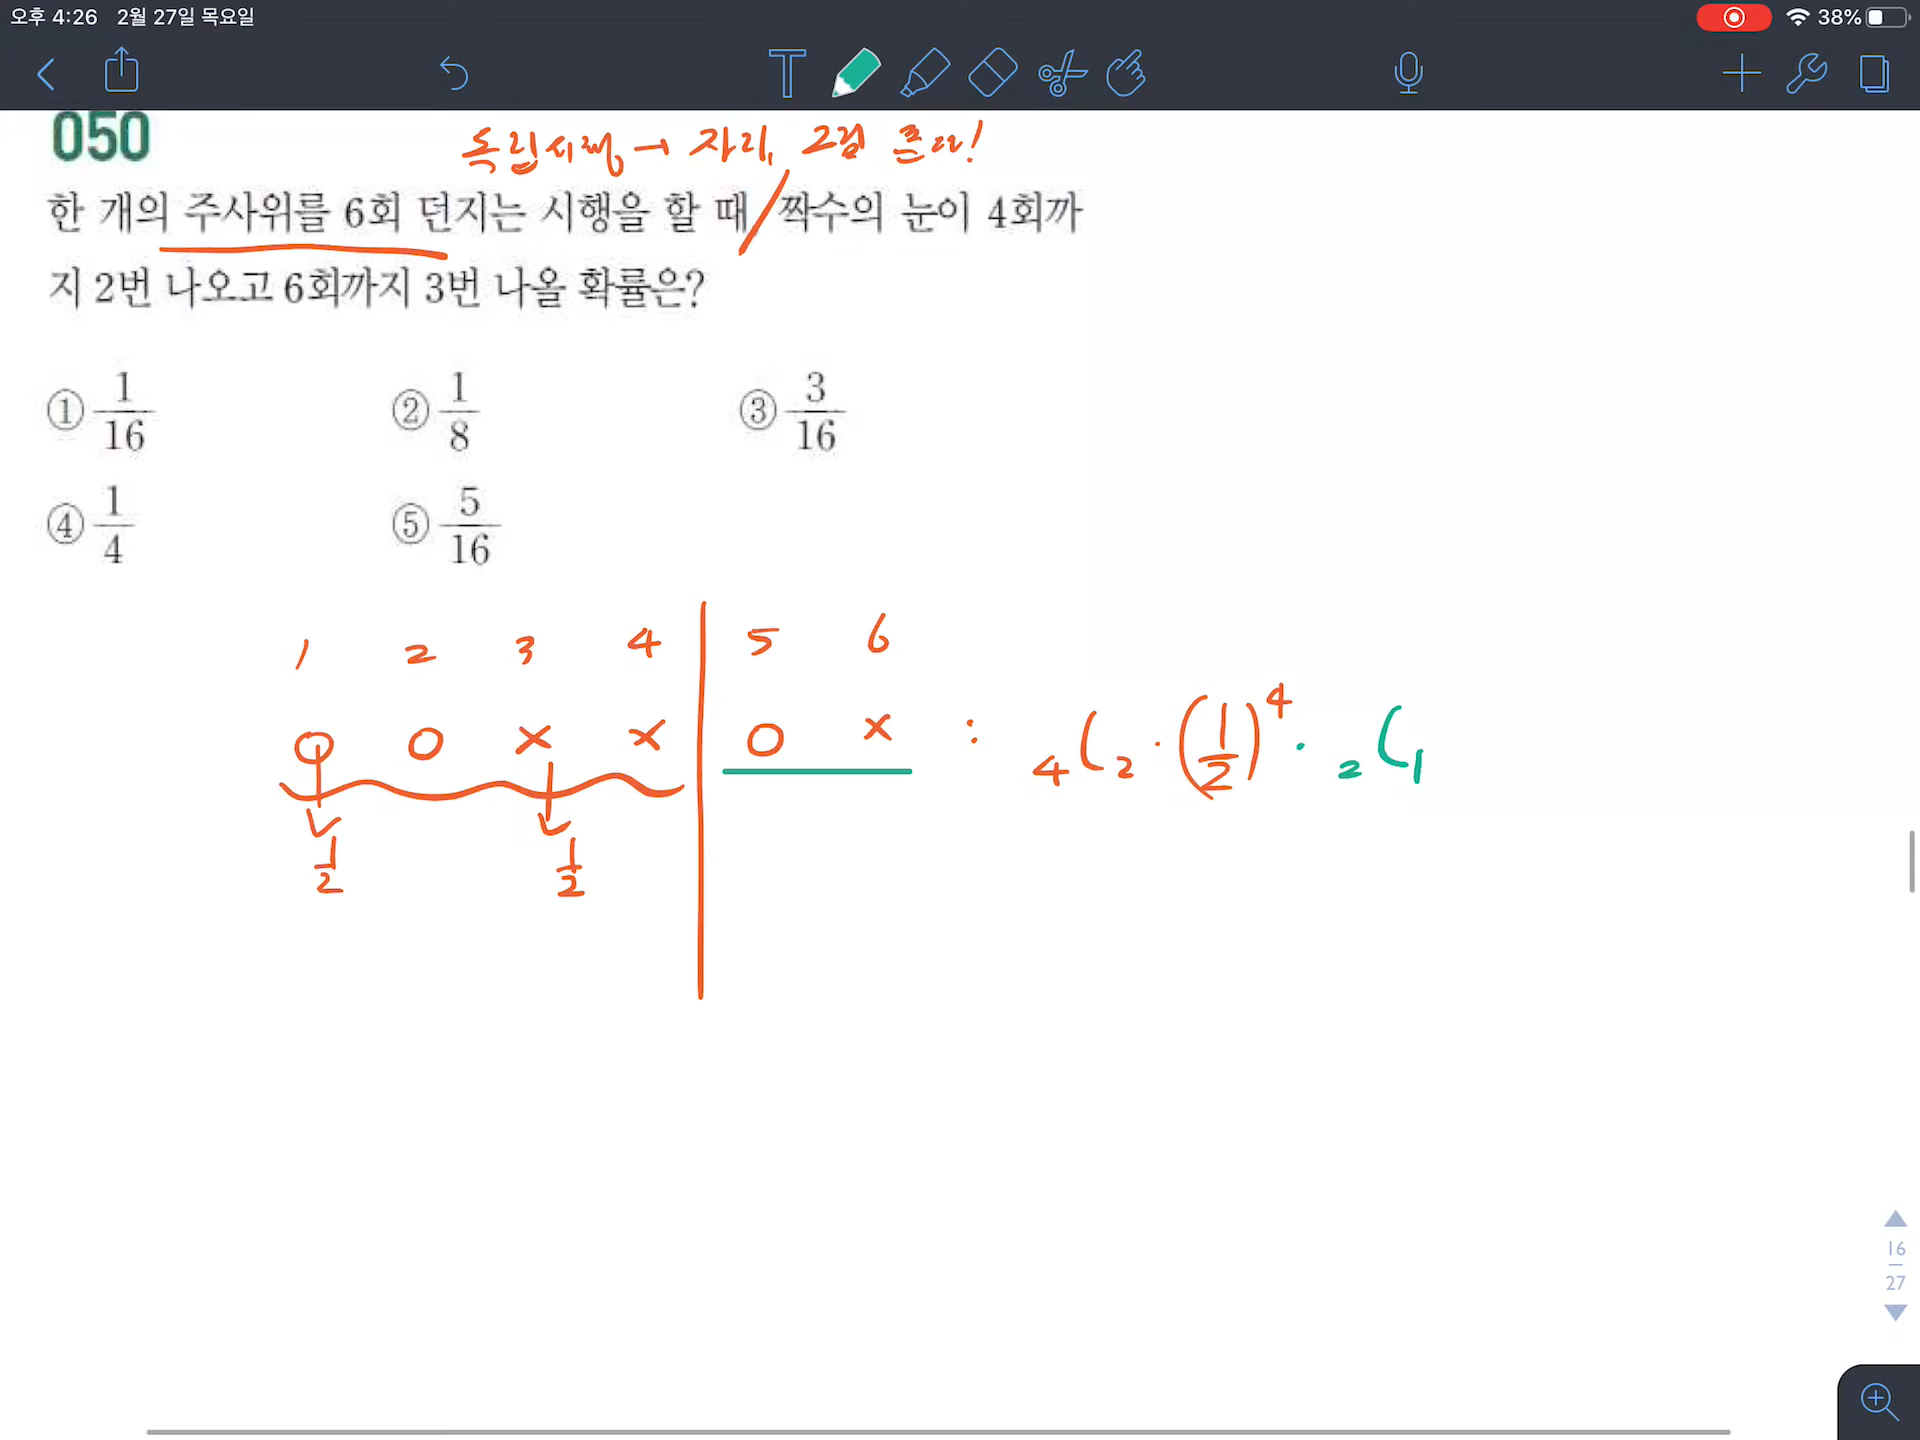 오후 4:26 2월 27일 목요일 38%
T
050
독립시행 → 자리, 그림
한 개의 주사위를 6회 던지는 시행을 할 때 짝수의 눈이 4회까
지 2번 나오고 6회까지 3번 나올 확률은?
① 1/16 ② 1/8 ③ 3/16
④ 1/4 ⑤ 5/16
1 2 3 4 5 6
O O × × O × : ₄C₂ · (1/2)⁴ · ₂C₁
1/2 1/2
16
27